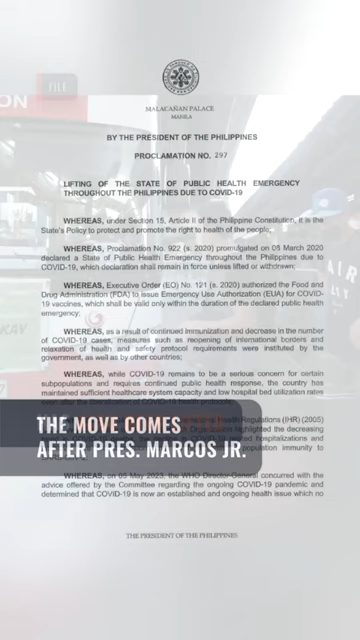 FILE
ON
MALACAÑAN PALACE
MANILA
BY THE PRESIDENT OF THE PHILIPPINES
PROCLAMATION NO. 297
LIFTING OF THE STATE OF PUBLIC HEALTH EMERGENCY
THROUGHOUT THE PHILIPPINES DUE TO COVID-19
WHEREAS, under Section 15, Article II of the Philippine Constitution, it is the
State's Policy to protect and promote the right to health of the people;
WHEREAS, Proclamation No. 922 (s. 2020) promulgated on 08 March 2020
declared a State of Public Health Emergency throughout the Philippines due to
COVID-19, which declaration shall remain in force unless lifted or withdrawn;
WHEREAS, Executive Order (EO) No. 121 (s. 2020) authorized the Food and
Drug Administration (FDA) to issue Emergency Use Authorization (EUA) for COVID-
19 vaccines, which shall be valid only within the duration of the declared public health
emergency;
WHEREAS, as a result of continued immunization and decrease in the number
of COVID-19 cases, measures such as reopening of international borders and
relaxation of health and safety protocol requirements were instituted by the
government, as well as by other countries;
WHEREAS, while COVID-19 remains to be a serious concern for certain
subpopulations and requires continued public health response, the country has
maintained sufficient healthcare system capacity and low hospital bed utilization rates
Health Regulations (IHR) (2005)
highlighted the decreasing
hospitalizations and
population immunity to
THE MOVE COMES
AFTER PRES. MARCOS JR.
WHEREAS, on 05 May 2023, the WHO Director-General concurred with the
advice offered by the Committee regarding the ongoing COVID-19 pandemic and
determined that COVID-19 is now an established and ongoing health issue which no
THE PRESIDENT OF THE PHILIPPINES